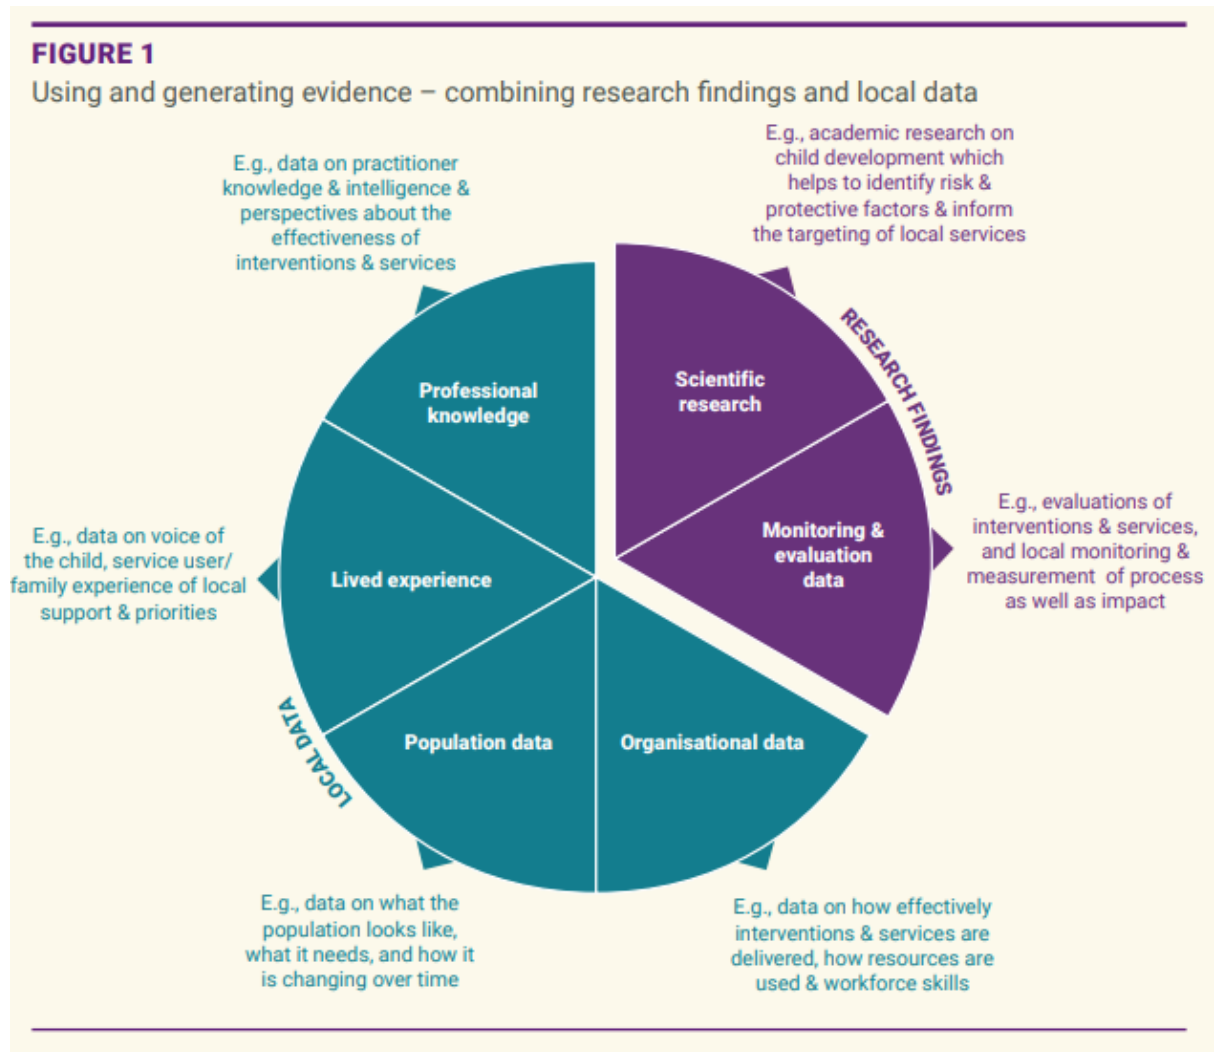 FIGURE 1
Using and generating evidence – combining research findings and local data
E.g., data on practitioner
knowledge & intelligence &
perspectives about the
effectiveness of
interventions & services
E.g., academic research on
child development which
helps to identify risk &
protective factors & inform
the targeting of local services
RESEARCH FINDINGS
Professional
knowledge
Scientific
research
E.g., data on voice of
the child, service user/
family experience of local
support & priorities
Lived experience
Monitoring &
evaluation
data
E.g., evaluations of
interventions & services,
and local monitoring &
measurement of process
as well as impact
LOCAL DATA
Population data
Organisational data
E.g., data on what the
population looks like,
what it needs, and how it
is changing over time
E.g., data on how effectively
interventions & services are
delivered, how resources are
used & workforce skills